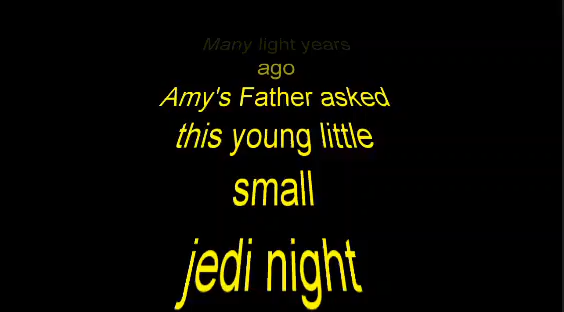 Many light years
ago
Amy's Father asked
this young little
small
jedi night